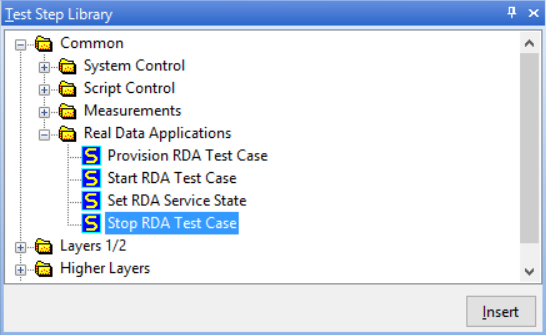 Test Step Library
Common
System Control
Script Control
Measurements
Real Data Applications
S Provision RDA Test Case
S Start RDA Test Case
S Set RDA Service State
S Stop RDA Test Case
Layers 1/2
Higher Layers
Insert